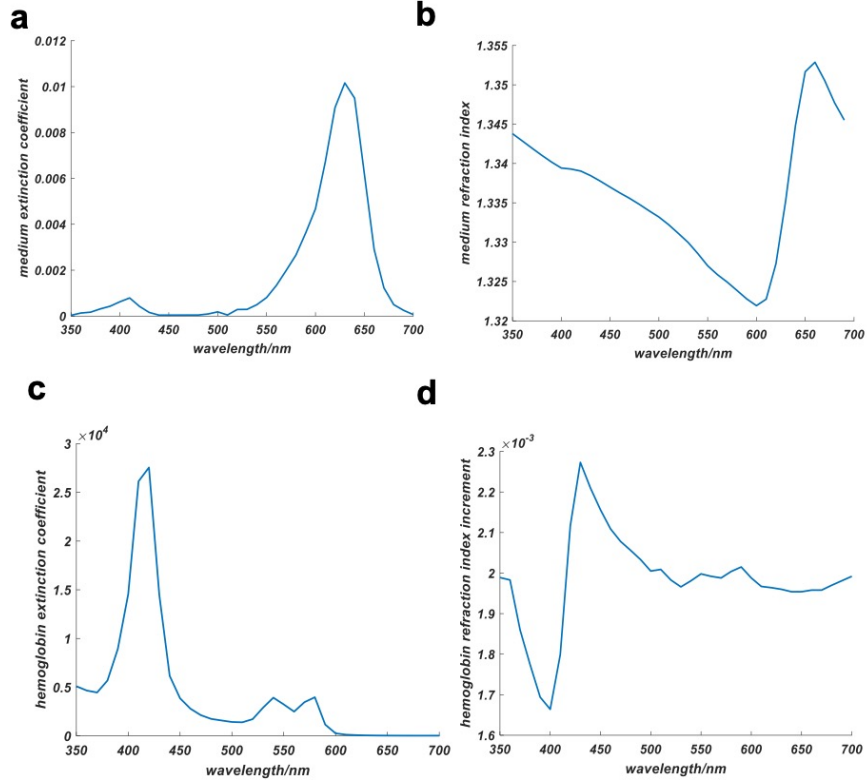 a
0.012
0.01
0.008
0.006
0.004
0.002
0
medium extinction coefficient
350 400 450 500 550 600 650 700
wavelength/nm
b
1.355
1.35
1.345
1.34
1.335
1.33
1.325
1.32
medium refraction index
350 400 450 500 550 600 650 700
wavelength/nm
c
×10⁴
3
2.5
2
1.5
1
0.5
0
hemoglobin extinction coefficient
350 400 450 500 550 600 650 700
wavelength/nm
d
×10⁻³
2.3
2.2
2.1
2
1.9
1.8
1.7
1.6
hemoglobin refraction index increment
350 400 450 500 550 600 650 700
wavelength/nm